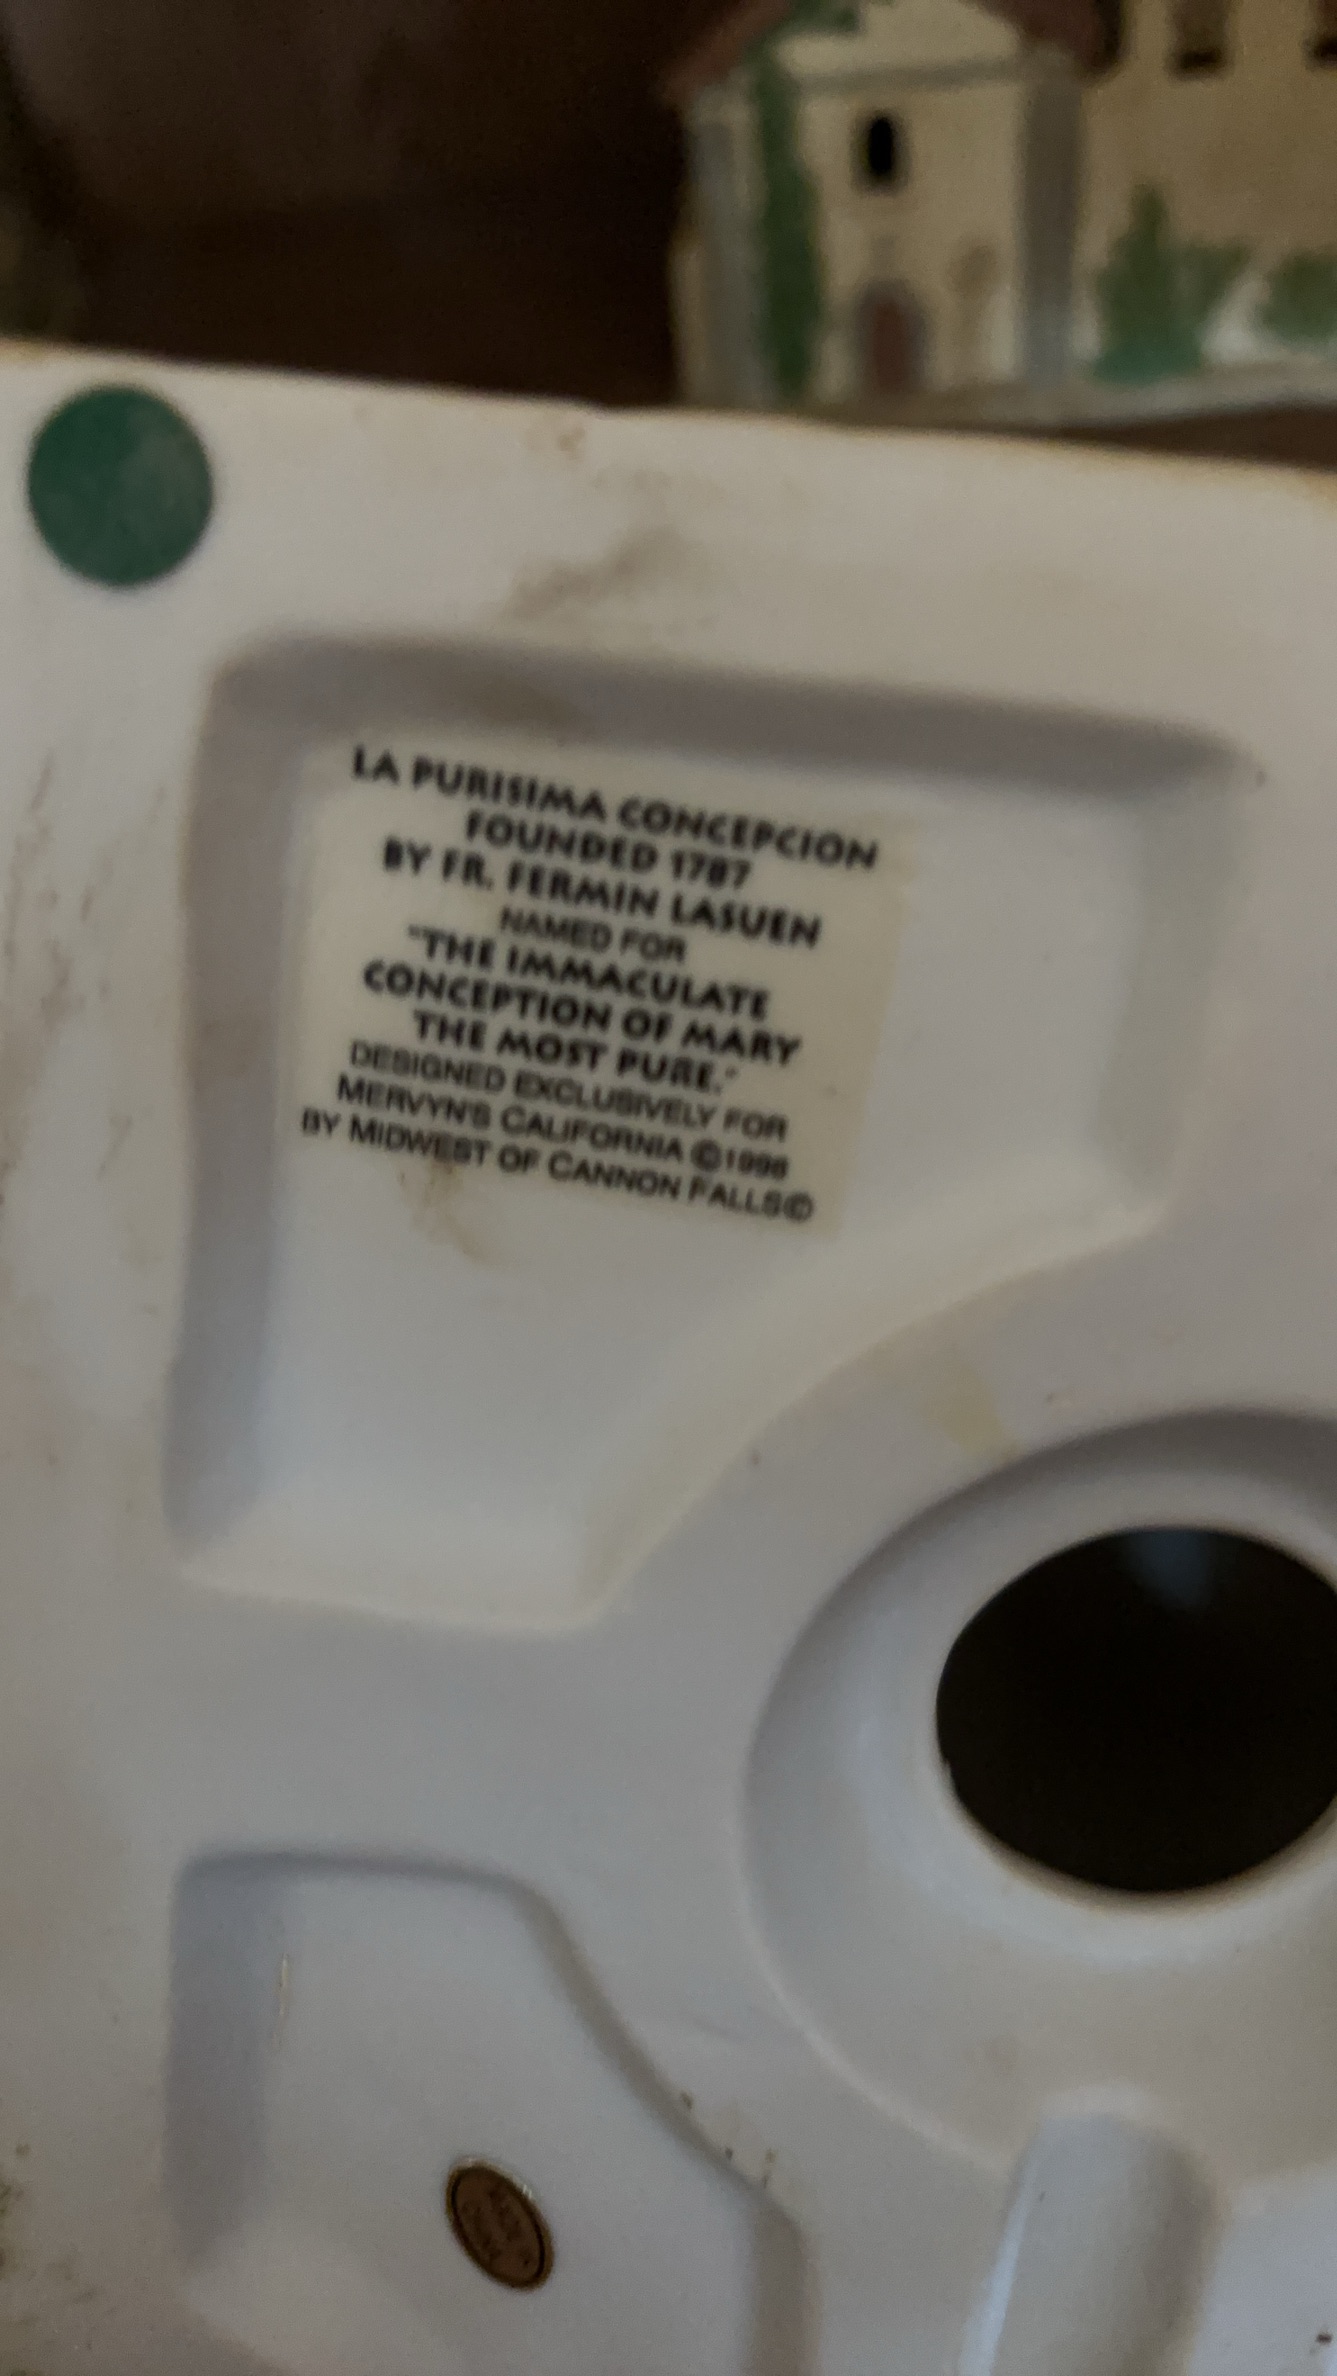 LA PURISIMA CONCEPCION
FOUNDED 1787
BY FR. FERMIN LASUEN
NAMED FOR
"THE IMMACULATE
CONCEPTION OF MARY
THE MOST PURE."
DESIGNED EXCLUSIVELY FOR
MERVYN'S CALIFORNIA ©
BY MIDWEST OF CANNON FALLS©